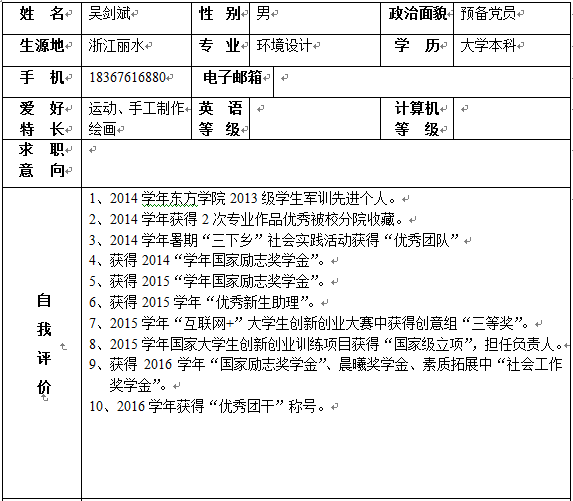 姓 名 吴剑斌 性 别 男 政治面貌 预备党员
生源地 浙江丽水 专 业 环境设计 学 历 大学本科
手 机 18367616880 电子邮箱
爱 好 运动、手工制作 英 语 计算机
特 长 绘画 等 级 等 级
求 职
意 向
1、2014 学年东方学院 2013 级学生军训先进个人。
2、2014 学年获得 2 次专业作品优秀被校分院收藏。
3、2014 学年暑期“三下乡”社会实践活动获得“优秀团队”
4、获得 2014“学年国家励志奖学金”。
5、获得 2015“学年国家励志奖学金”。
6、获得 2015 学年“优秀新生助理”。
7、2015 学年“互联网+”大学生创新创业大赛中获得创意组“三等奖”。
8、2015 学年国家大学生创新创业训练项目获得“国家级立项”，担任负责人。
9、获得 2016 学年“国家励志奖学金”、晨曦奖学金、素质拓展中“社会工作
奖学金”。
10、2016 学年获得“优秀团干”称号。
自
我
评
价